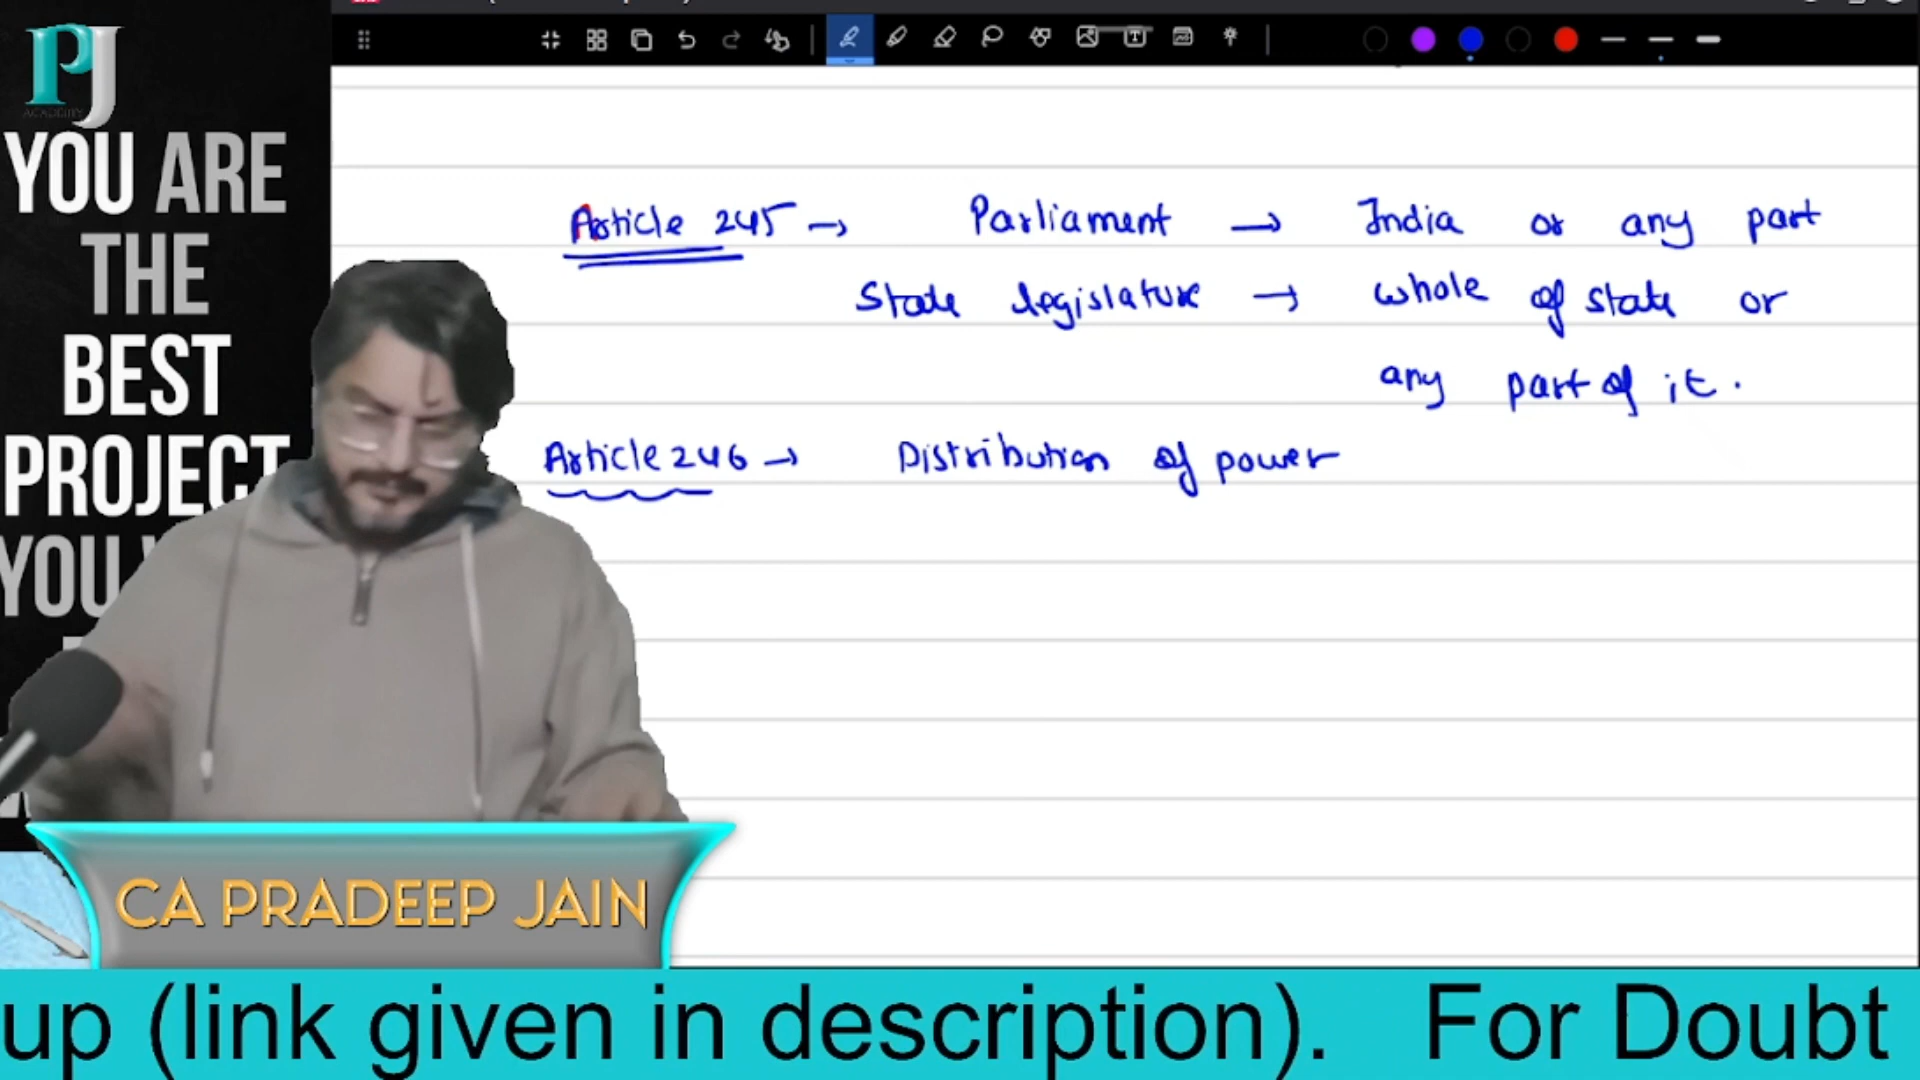 PJ
ACADEMY
YOU ARE
THE
BEST
PROJECT
YOU
Article 245 → Parliament → India or any part
State legislature → whole of state or
any part of it.
Article 246 → Distribution of power
CA PRADEEP JAIN
up (link given in description). For Doubt